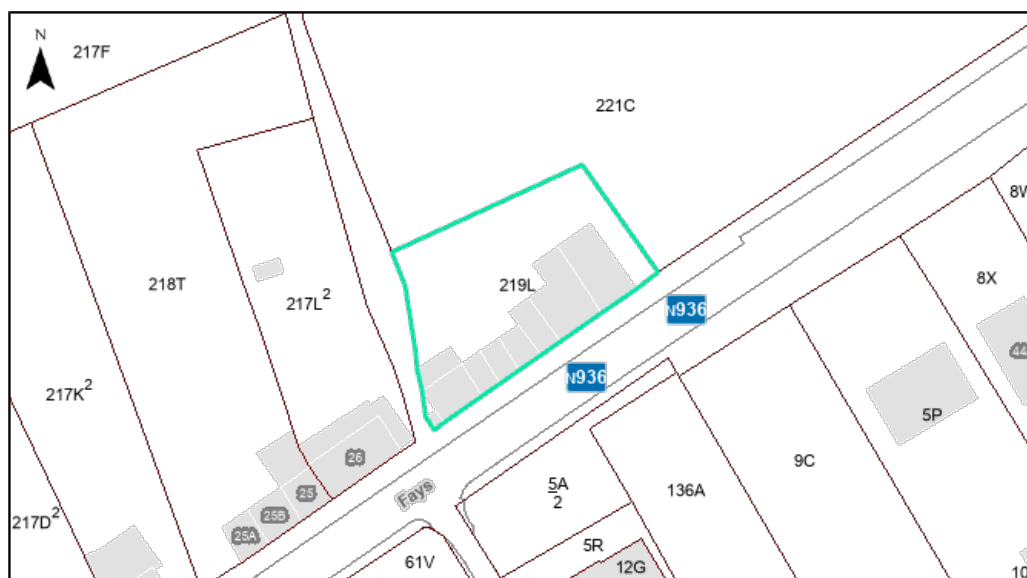 N
217F
221C
8W
218T
217L²
219L
8X
N936
44
N936
217K²
5P
26
9C
25
Fays
5A
2
136A
25B
217D²
25A
5R
61V
12G
10